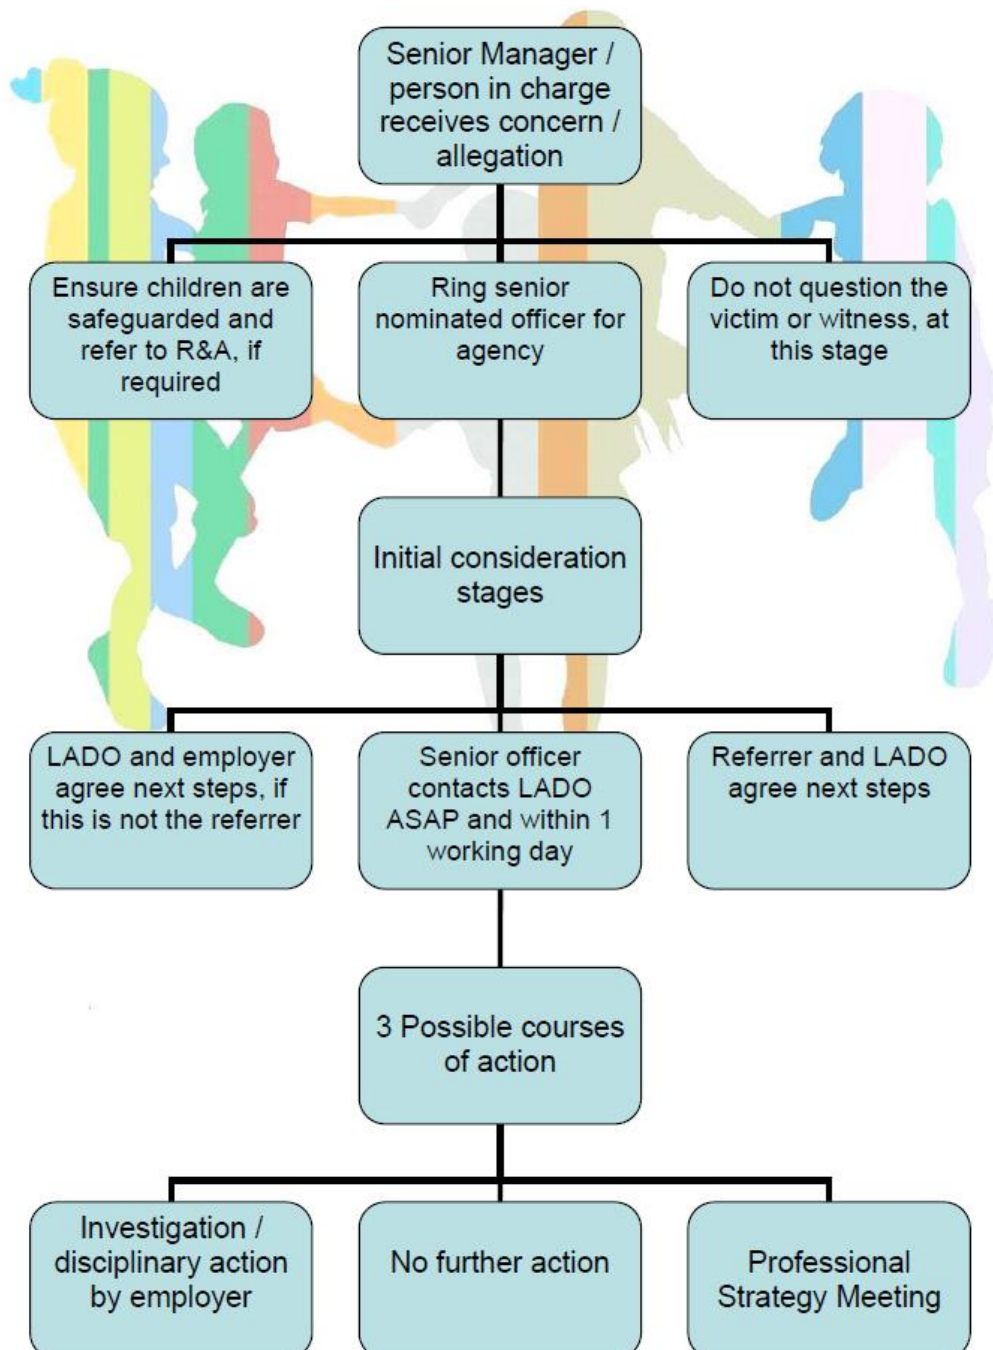 Senior Manager /
person in charge
receives concern /
allegation
Ensure children are
safeguarded and
refer to R&A, if
required
Ring senior
nominated officer for
agency
Do not question the
victim or witness, at
this stage
Initial consideration
stages
LADO and employer
agree next steps, if
this is not the referrer
Senior officer
contacts LADO
ASAP and within 1
working day
Referrer and LADO
agree next steps
3 Possible courses
of action
Investigation /
disciplinary action
by employer
No further action
Professional
Strategy Meeting